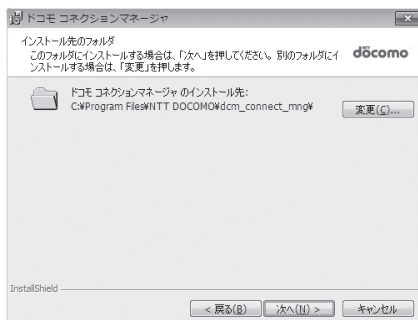 ドコモ コネクションマネージャ
インストール先のフォルダ
このフォルダにインストールする場合は、「次へ」を押してください。別のフォルダにイ
ンストールする場合は、「変更」を押します。
döcomo
ドコモ コネクションマネージャ のインストール先:
C:¥Program Files¥NTT DOCOMO¥dcm_connect_mng¥
変更(C)...
InstallShield
< 戻る(B)
次へ(N) >
キャンセル